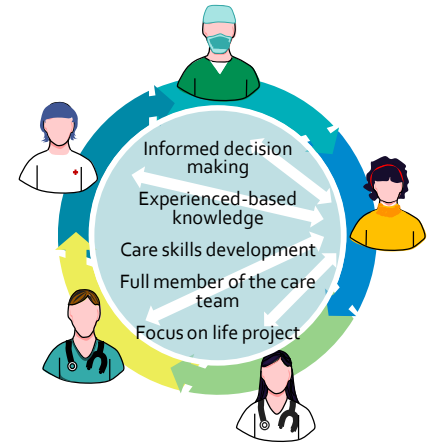 Informed decision
making
Experienced-based
knowledge
Care skills development
Full member of the care
team
Focus on life project